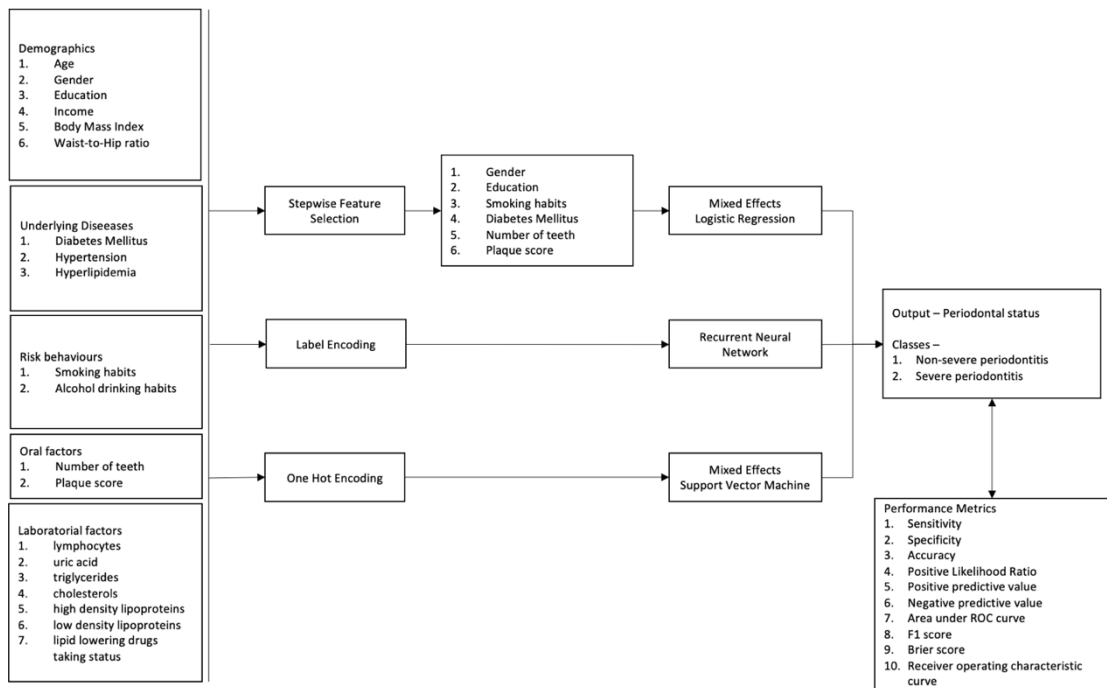 Demographics
1. Age
2. Gender
3. Education
4. Income
5. Body Mass Index
6. Waist-to-Hip ratio
Underlying Diseeases
1. Diabetes Mellitus
2. Hypertension
3. Hyperlipidemia
Risk behaviours
1. Smoking habits
2. Alcohol drinking habits
Oral factors
1. Number of teeth
2. Plaque score
Laboratorial factors
1. lymphocytes
2. uric acid
3. triglycerides
4. cholesterols
5. high density lipoproteins
6. low density lipoproteins
7. lipid lowering drugs
taking status
Stepwise Feature
Selection
1. Gender
2. Education
3. Smoking habits
4. Diabetes Mellitus
5. Number of teeth
6. Plaque score
Mixed Effects
Logistic Regression
Label Encoding
Recurrent Neural
Network
One Hot Encoding
Mixed Effects
Support Vector Machine
Output – Periodontal status
Classes –
1. Non-severe periodontitis
2. Severe periodontitis
Performance Metrics
1. Sensitivity
2. Specificity
3. Accuracy
4. Positive Likelihood Ratio
5. Positive predictive value
6. Negative predictive value
7. Area under ROC curve
8. F1 score
9. Brier score
10. Receiver operating characteristic
curve